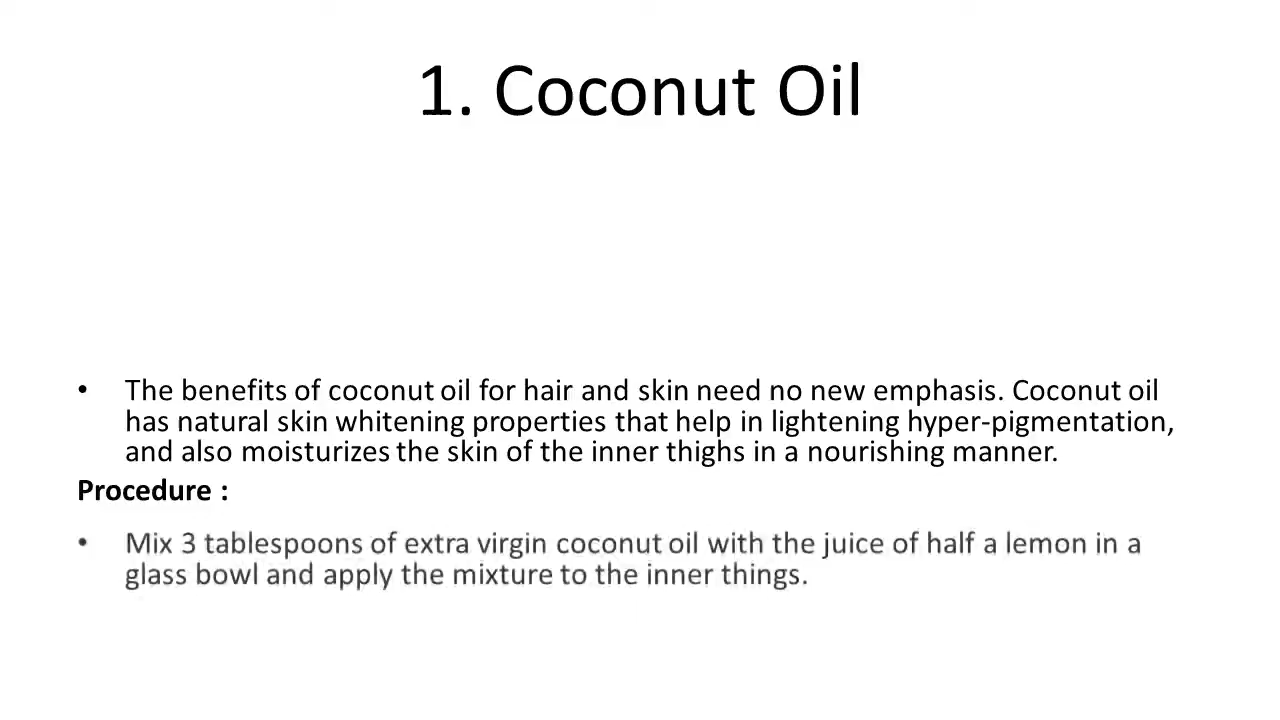 1. Coconut Oil
• The benefits of coconut oil for hair and skin need no new emphasis. Coconut oil
has natural skin whitening properties that help in lightening hyper-pigmentation,
and also moisturizes the skin of the inner thighs in a nourishing manner.
Procedure :
• Mix 3 tablespoons of extra virgin coconut oil with the juice of half a lemon in a
glass bowl and apply the mixture to the inner things.